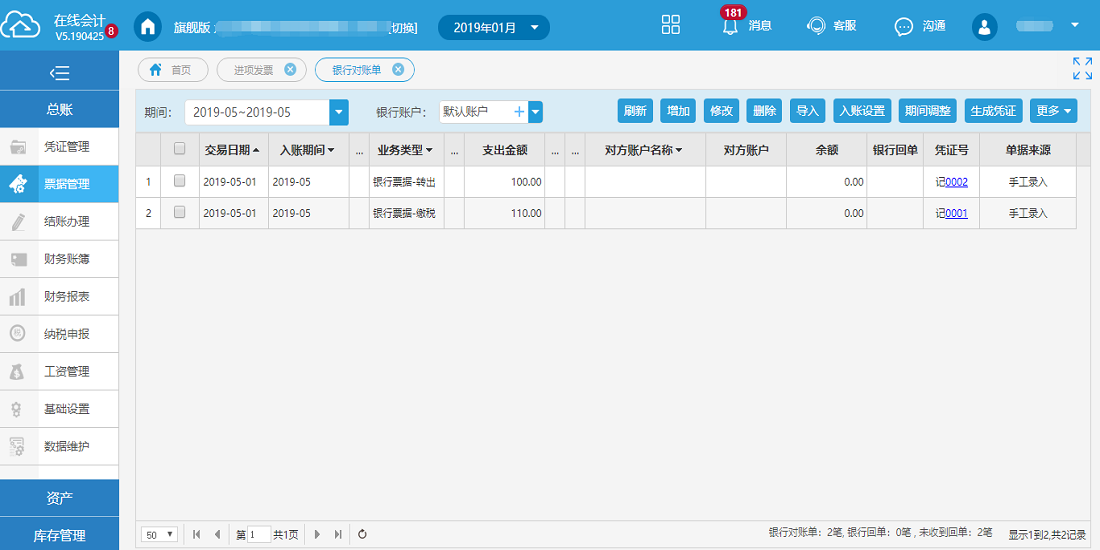 在线会计
V5.190425 8
旗舰版 [切换]
2019年01月
181
消息
客服
沟通
首页 进项发票 银行对账单
总账
凭证管理
票据管理
结账办理
财务账簿
财务报表
纳税申报
税
工资管理
基础设置
数据维护
资产
库存管理
期间: 2019-05~2019-05 银行账户: 默认账户 + 刷新 增加 修改 删除 导入 入账设置 期间调整 生成凭证 更多
交易日期 入账期间 ... 业务类型 ... 支出金额 ... ... 对方账户名称 对方账户 余额 银行回单 凭证号 单据来源
1 2019-05-01 2019-05 银行票据-转出 100.00 0.00 记0002 手工录入
2 2019-05-01 2019-05 银行票据-缴税 110.00 0.00 记0001 手工录入
50 第 1 共1页 银行对账单: 2笔, 银行回单: 0笔 , 未收到回单: 2笔 显示1到2,共2记录